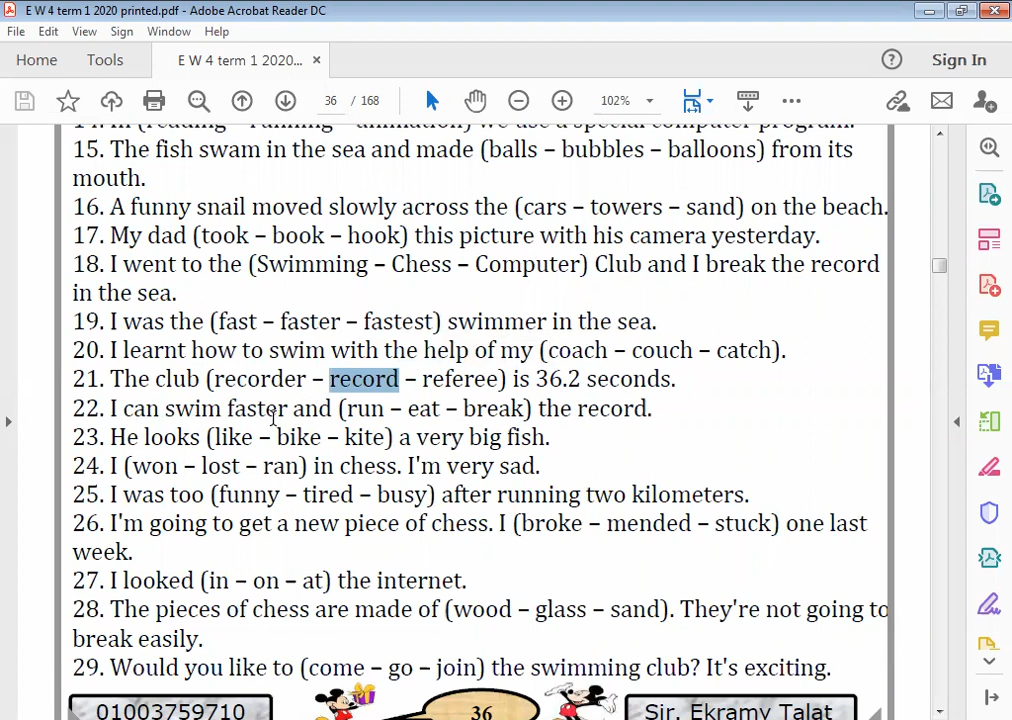 E W 4 term 1 2020 printed.pdf - Adobe Acrobat Reader DC
File Edit View Sign Window Help
Home Tools E W 4 term 1 2020... × Sign In
36 / 168 102%
15. The fish swam in the sea and made (balls – bubbles – balloons) from its
mouth.
16. A funny snail moved slowly across the (cars – towers – sand) on the beach.
17. My dad (took – book – hook) this picture with his camera yesterday.
18. I went to the (Swimming – Chess – Computer) Club and I break the record
in the sea.
19. I was the (fast – faster – fastest) swimmer in the sea.
20. I learnt how to swim with the help of my (coach – couch – catch).
21. The club (recorder – record – referee) is 36.2 seconds.
22. I can swim faster and (run – eat – break) the record.
23. He looks (like – bike – kite) a very big fish.
24. I (won – lost – ran) in chess. I'm very sad.
25. I was too (funny – tired – busy) after running two kilometers.
26. I'm going to get a new piece of chess. I (broke – mended – stuck) one last
week.
27. I looked (in – on – at) the internet.
28. The pieces of chess are made of (wood – glass – sand). They're not going to
break easily.
29. Would you like to (come – go – join) the swimming club? It's exciting.
01003759710 36 Sir. Ekramy Talat